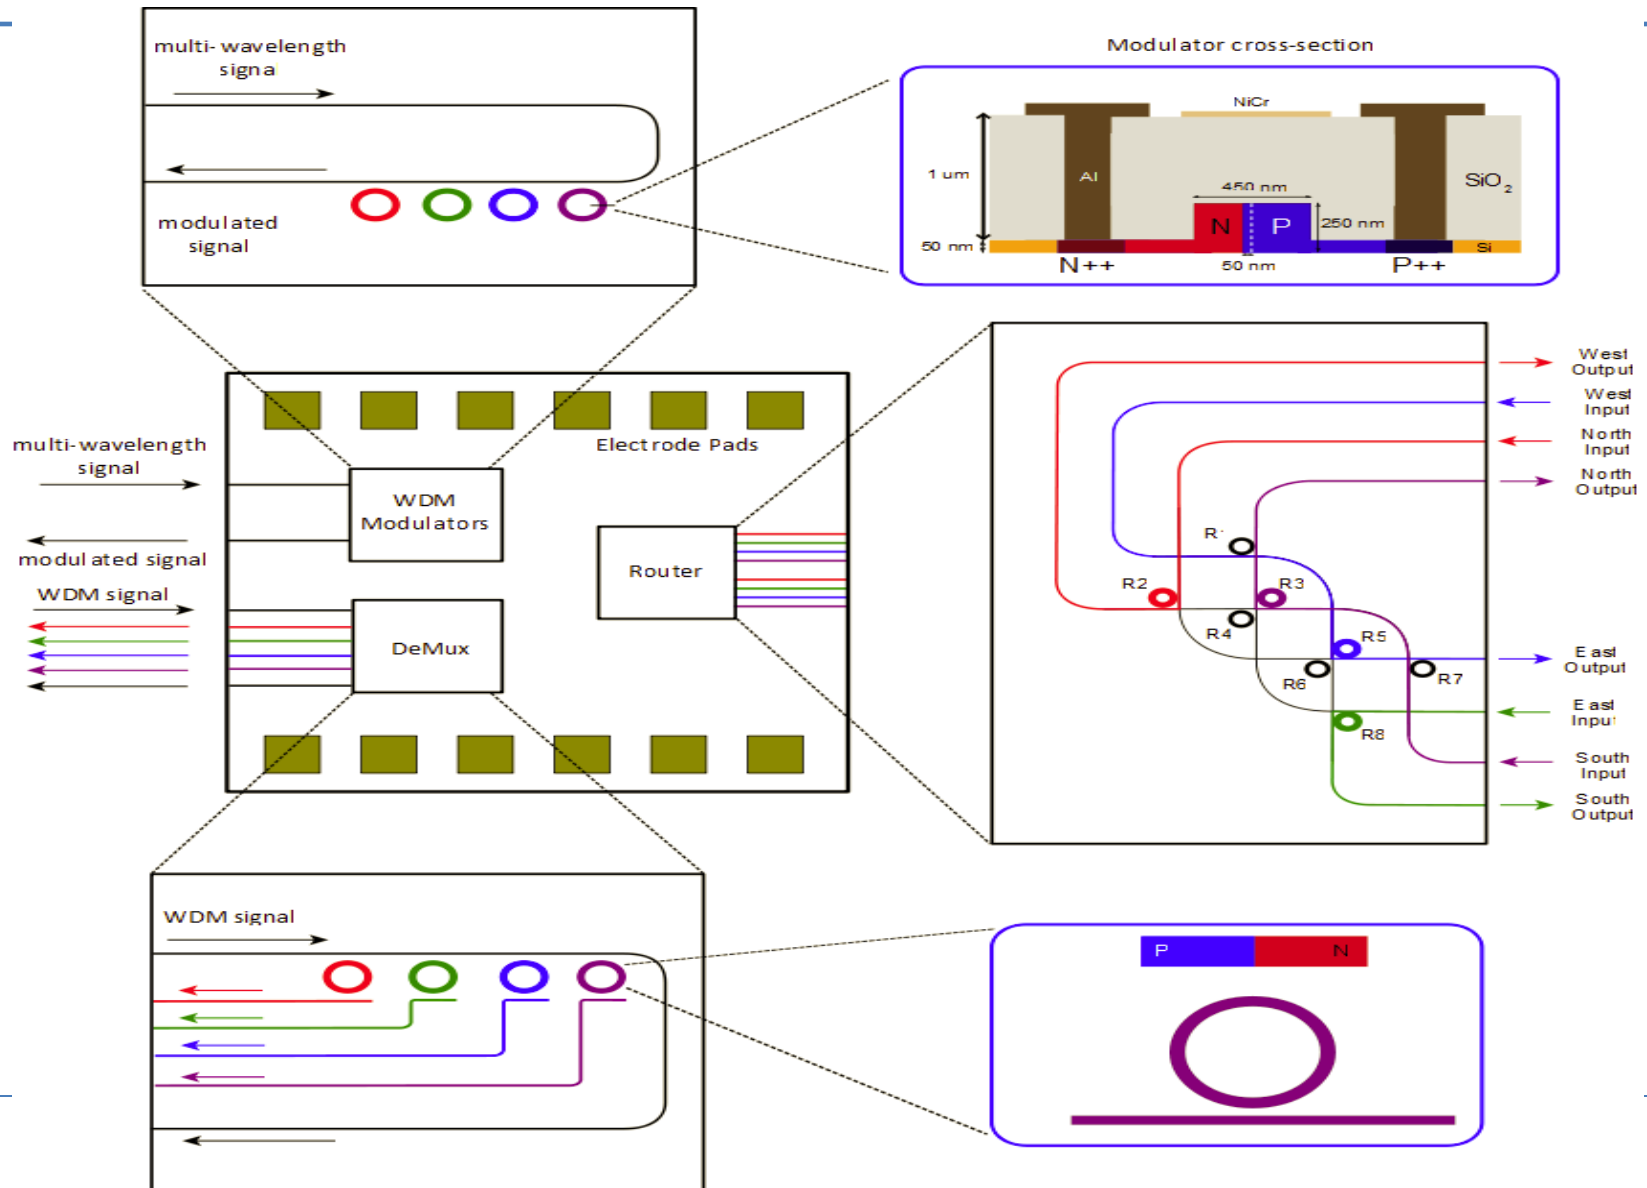 multi-wavelength
signa
modulated
signal
Modulator cross-section
NiCr
1 um
Al
SiO2
450 nm
N
P
250 nm
50 nm
Si
N++
50 nm
P++
multi-wavelength
signal
modulated signal
WDM signal
Electrode Pads
WDM
Modulators
Router
DeMux
West
Output
West
Input
North
Input
North
Output
R2
R3
R4
R5
R6
R7
R8
East
Output
East
Input
South
Input
South
Output
WDM signal
P
N